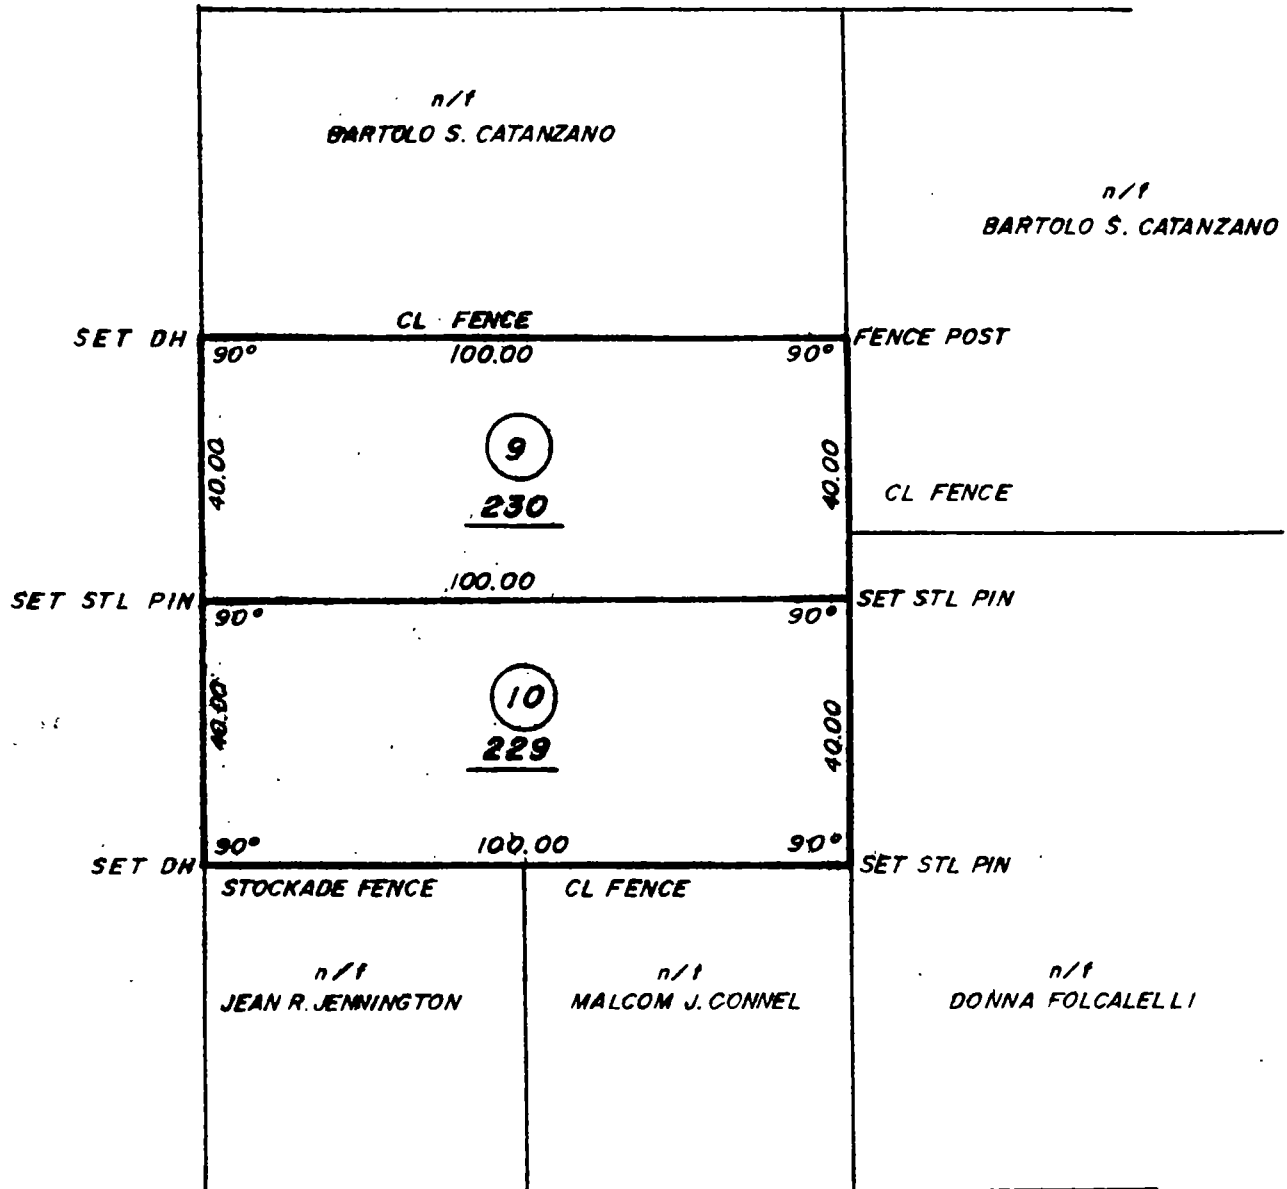 n/f
BARTOLO S. CATANZANO
n/f
BARTOLO S. CATANZANO
CL FENCE
SET DH
FENCE POST
90°
100.00
90°
9
40.00
40.00
230
CL FENCE
100.00
SET STL PIN
SET STL PIN
90°
90°
10
40.00
40.00
229
90°
100.00
90°
SET DH
SET STL PIN
STOCKADE FENCE
CL FENCE
n/f
JEAN R. JENNINGTON
n/f
MALCOM J. CONNEL
n/f
DONNA FOLCALELLI